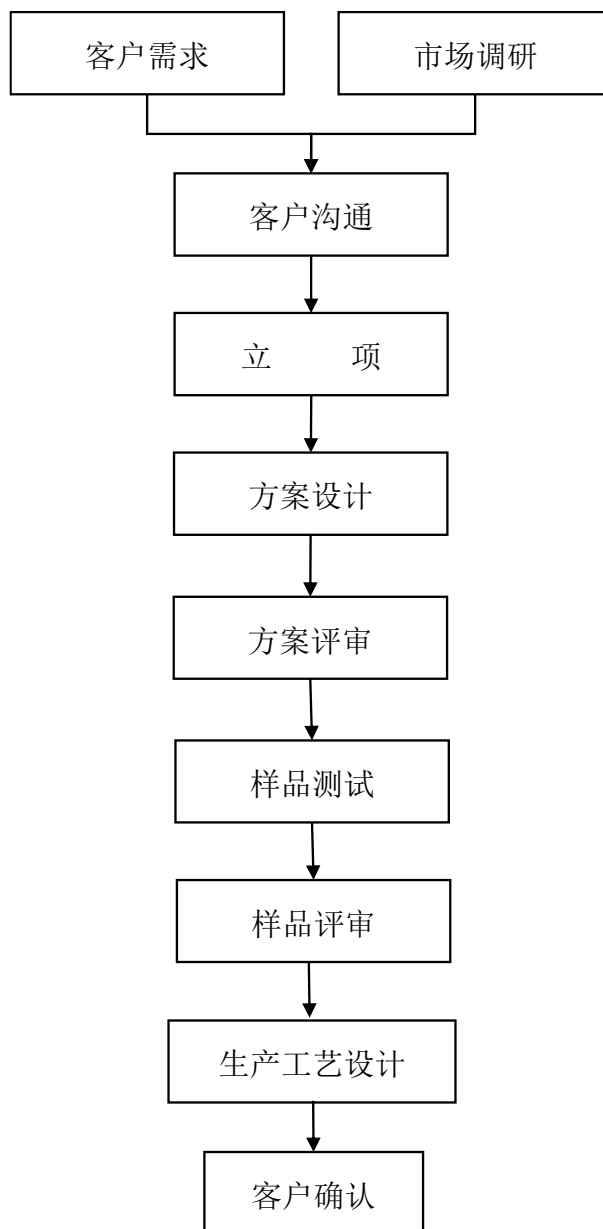 客户需求
市场调研
客户沟通
立 项
方案设计
方案评审
样品测试
样品评审
生产工艺设计
客户确认